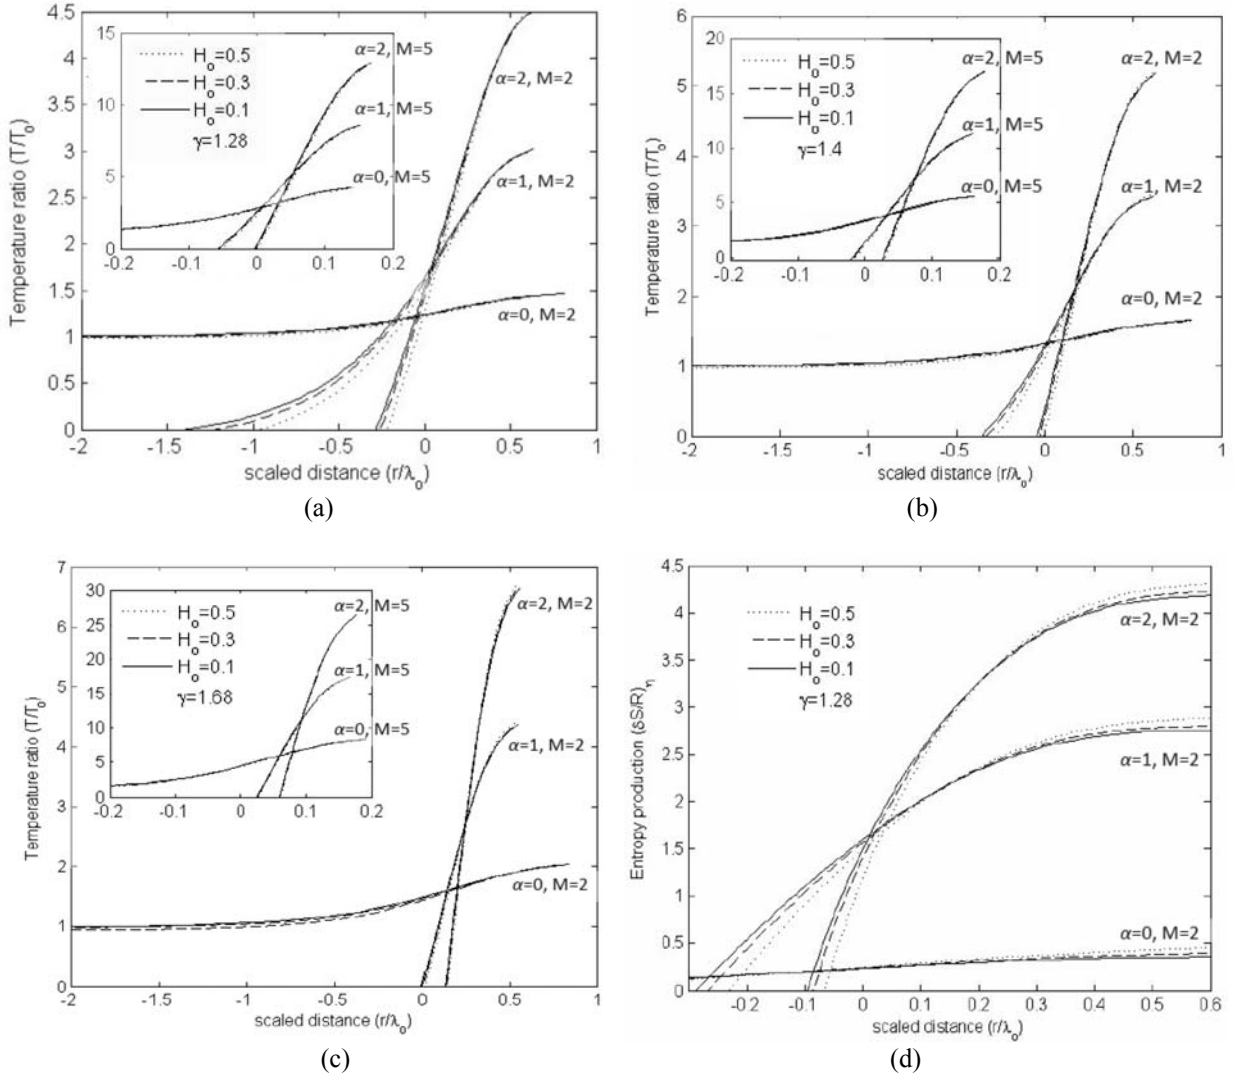 4.5
4
3.5
3
2.5
2
1.5
1
0.5
0
Temperature ratio (T/T₀)
15
10
5
0
H₀=0.5
H₀=0.3
H₀=0.1
γ=1.28
α=2, M=5
α=1, M=5
α=0, M=5
-0.2 -0.1 0 0.1 0.2
α=2, M=2
α=1, M=2
α=0, M=2
-2 -1.5 -1 -0.5 0 0.5 1
scaled distance (r/λ₀)
(a)
6
5
4
3
2
1
0
Temperature ratio (T/T₀)
20
15
10
5
0
H₀=0.5
H₀=0.3
H₀=0.1
γ=1.4
α=2, M=5
α=1, M=5
α=0, M=5
-0.2 -0.1 0 0.1 0.2
α=2, M=2
α=1, M=2
α=0, M=2
-2 -1.5 -1 -0.5 0 0.5 1
scaled distance (r/λ₀)
(b)
7
6
5
4
3
2
1
0
Temperature ratio (T/T₀)
30
25
20
15
10
5
0
H₀=0.5
H₀=0.3
H₀=0.1
γ=1.68
α=2, M=5
α=1, M=5
α=0, M=5
-0.2 -0.1 0 0.1 0.2
α=2, M=2
α=1, M=2
α=0, M=2
-2 -1.5 -1 -0.5 0 0.5 1
scaled distance (r/λ₀)
(c)
4.5
4
3.5
3
2.5
2
1.5
1
0.5
0
Entropy production (δS/R)η
H₀=0.5
H₀=0.3
H₀=0.1
γ=1.28
α=2, M=2
α=1, M=2
α=0, M=2
-0.2 -0.1 0 0.1 0.2 0.3 0.4 0.5 0.6
scaled distance (r/λ₀)
(d)